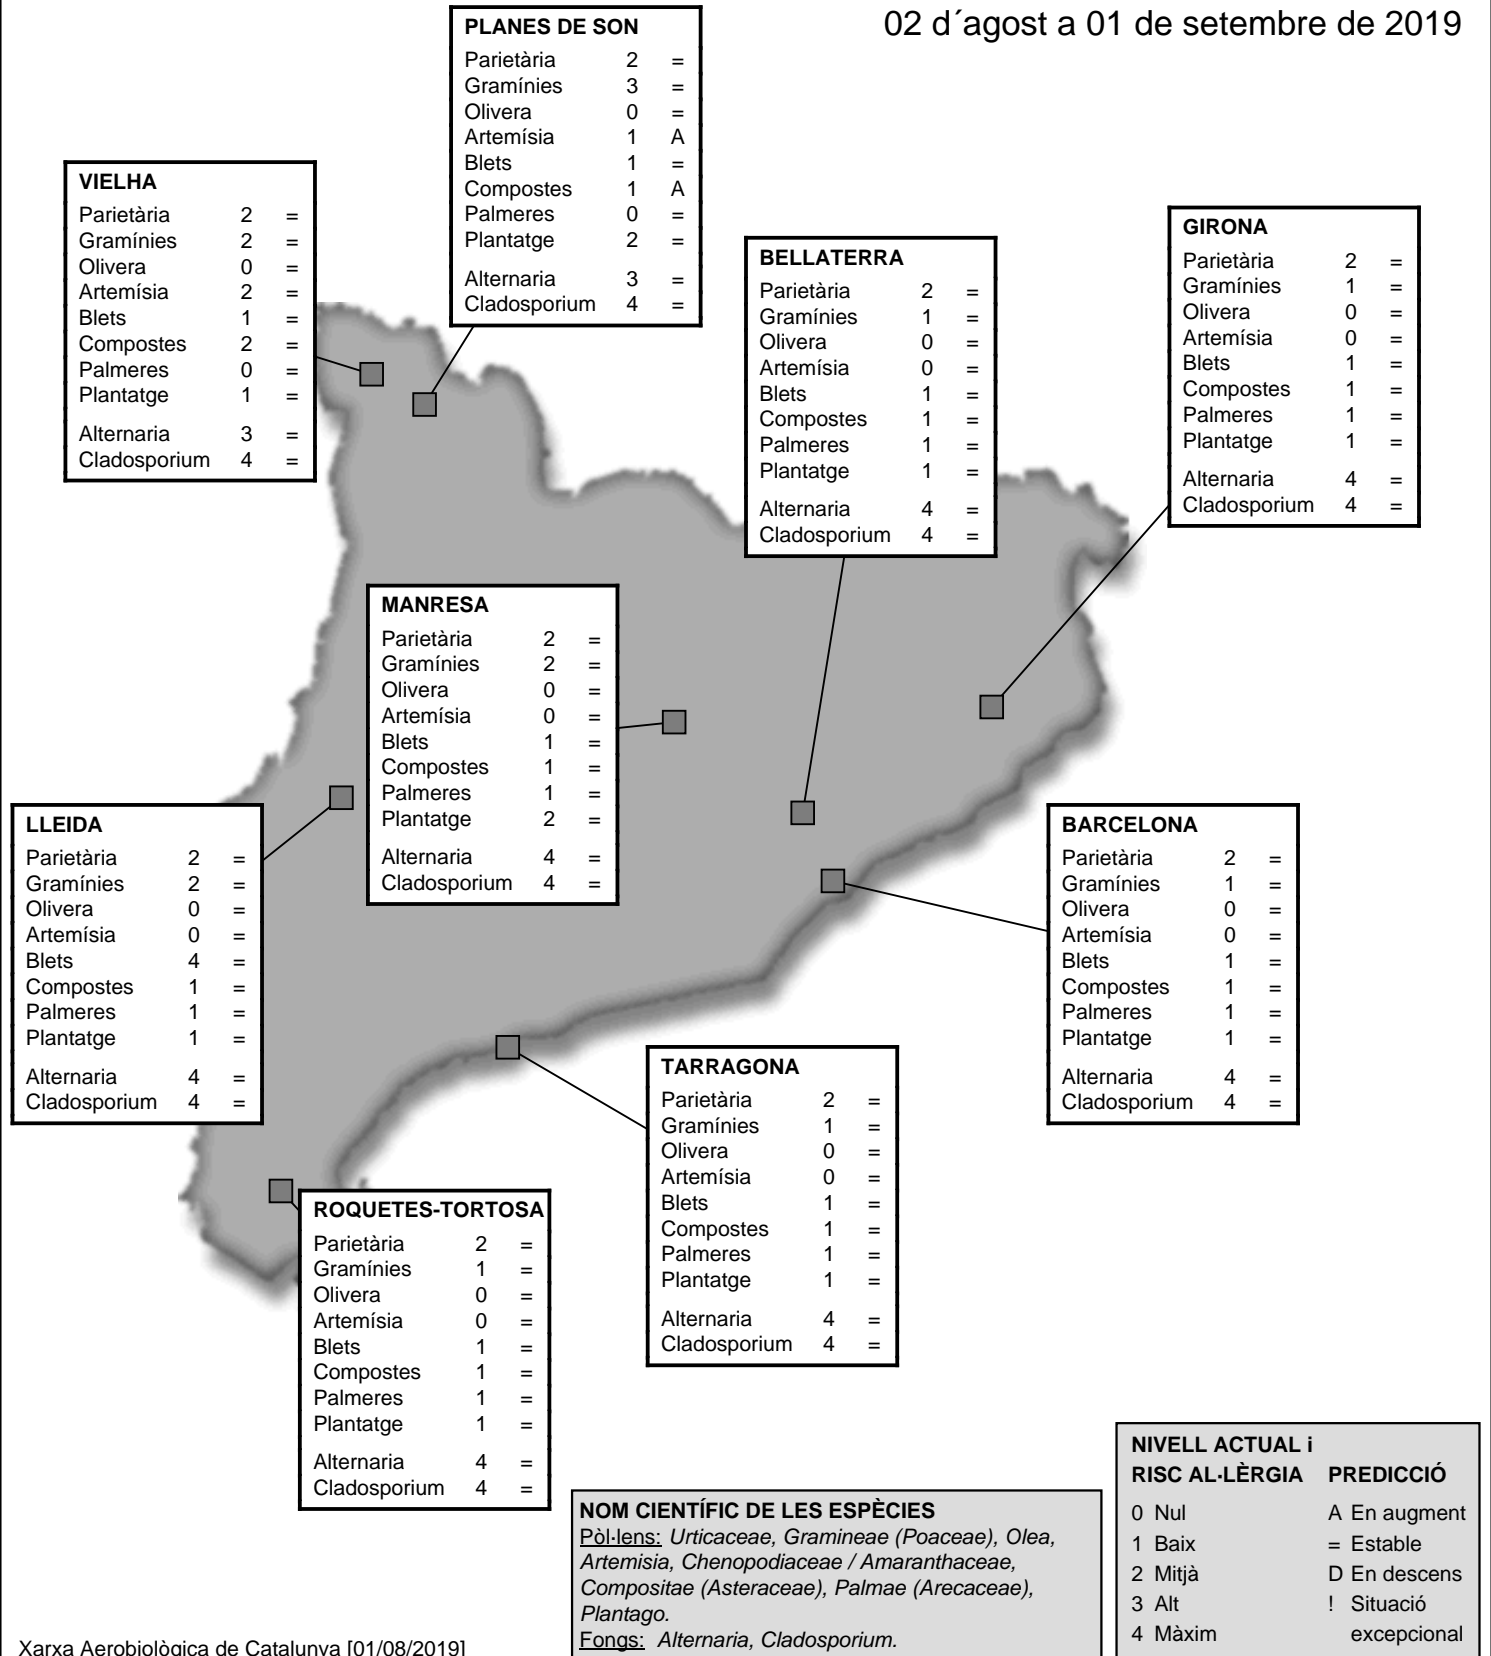 02 d´agost a 01 de setembre de 2019
PLANES DE SON
Parietària 2 =
Gramínies 3 =
Olivera 0 =
Artemísia 1 A
Blets 1 =
Compostes 1 A
Palmeres 0 =
Plantatge 2 =
Alternaria 3 =
Cladosporium 4 =
VIELHA
Parietària 2 =
Gramínies 2 =
Olivera 0 =
Artemísia 2 =
Blets 1 =
Compostes 2 =
Palmeres 0 =
Plantatge 1 =
Alternaria 3 =
Cladosporium 4 =
GIRONA
Parietària 2 =
Gramínies 1 =
Olivera 0 =
Artemísia 0 =
Blets 1 =
Compostes 1 =
Palmeres 1 =
Plantatge 1 =
Alternaria 4 =
Cladosporium 4 =
BELLATERRA
Parietària 2 =
Gramínies 1 =
Olivera 0 =
Artemísia 0 =
Blets 1 =
Compostes 1 =
Palmeres 1 =
Plantatge 1 =
Alternaria 4 =
Cladosporium 4 =
MANRESA
Parietària 2 =
Gramínies 2 =
Olivera 0 =
Artemísia 0 =
Blets 1 =
Compostes 1 =
Palmeres 1 =
Plantatge 2 =
Alternaria 4 =
Cladosporium 4 =
LLEIDA
Parietària 2 =
Gramínies 2 =
Olivera 0 =
Artemísia 0 =
Blets 4 =
Compostes 1 =
Palmeres 1 =
Plantatge 1 =
Alternaria 4 =
Cladosporium 4 =
BARCELONA
Parietària 2 =
Gramínies 1 =
Olivera 0 =
Artemísia 0 =
Blets 1 =
Compostes 1 =
Palmeres 1 =
Plantatge 1 =
Alternaria 4 =
Cladosporium 4 =
TARRAGONA
Parietària 2 =
Gramínies 1 =
Olivera 0 =
Artemísia 0 =
Blets 1 =
Compostes 1 =
Palmeres 1 =
Plantatge 1 =
Alternaria 4 =
Cladosporium 4 =
ROQUETES-TORTOSA
Parietària 2 =
Gramínies 1 =
Olivera 0 =
Artemísia 0 =
Blets 1 =
Compostes 1 =
Palmeres 1 =
Plantatge 1 =
Alternaria 4 =
Cladosporium 4 =
NOM CIENTÍFIC DE LES ESPÈCIES
Pòl·lens: Urticaceae, Gramineae (Poaceae), Olea,
Artemisia, Chenopodiaceae / Amaranthaceae,
Compositae (Asteraceae), Palmae (Arecaceae),
Plantago.
Fongs: Alternaria, Cladosporium.
NIVELL ACTUAL i
RISC AL·LÈRGIA PREDICCIÓ
0 Nul A En augment
1 Baix = Estable
2 Mitjà D En descens
3 Alt ! Situació
4 Màxim excepcional
Xarxa Aerobiològica de Catalunya [01/08/2019]